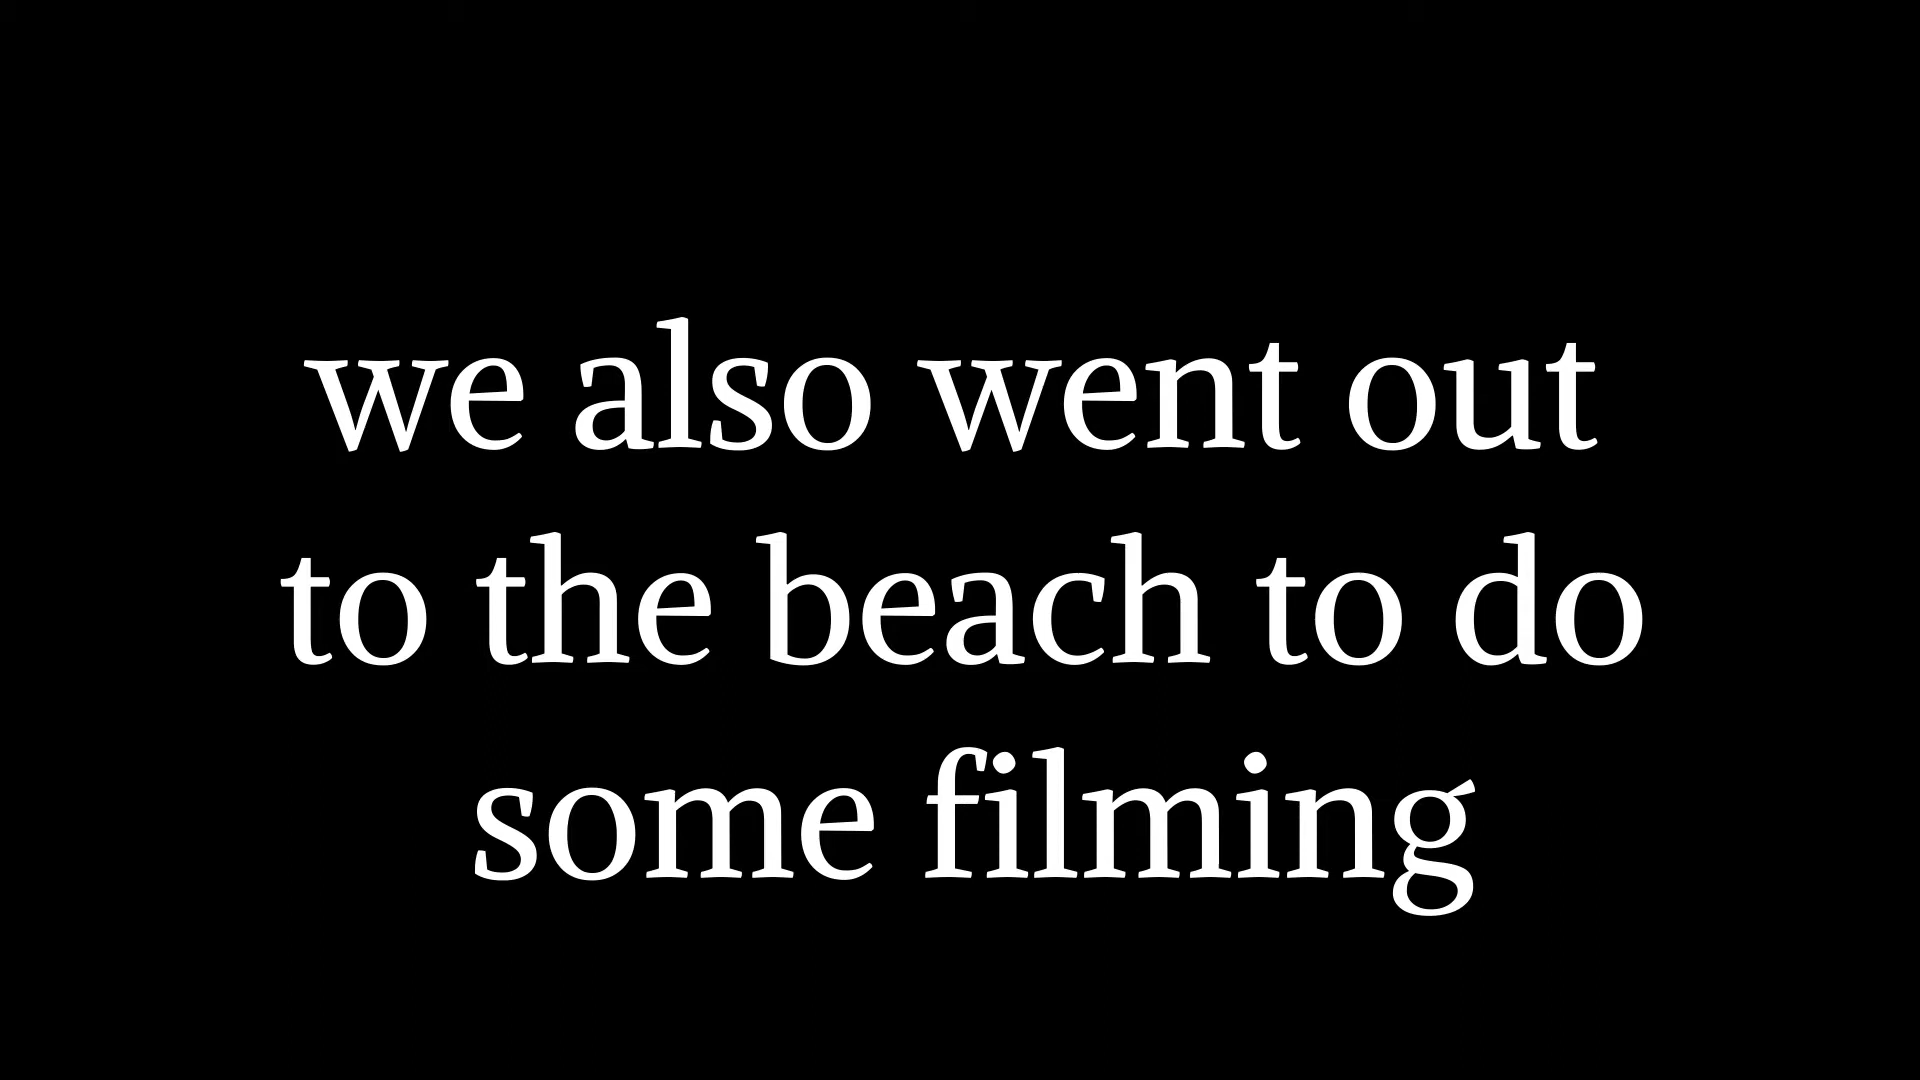 we also went out
to the beach to do
some filming